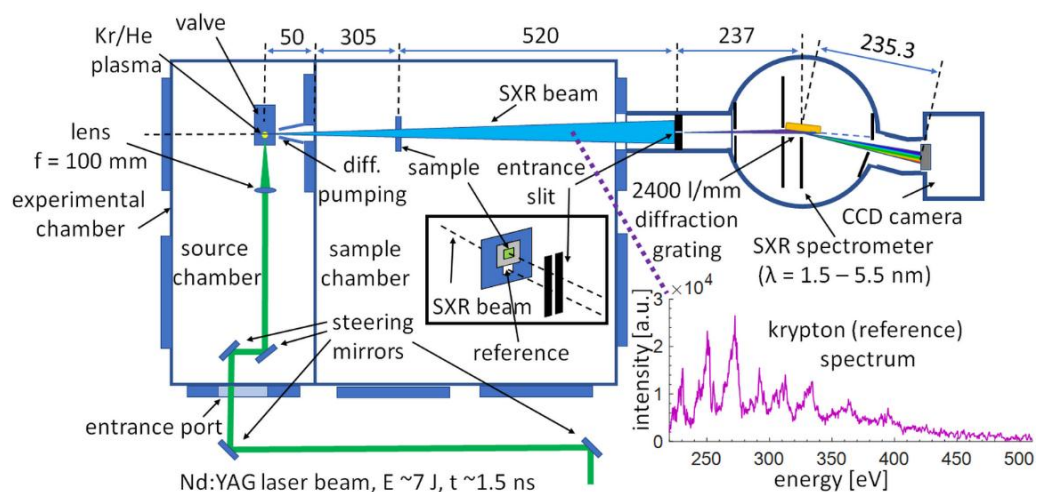 valve
Kr/He
plasma
50
305
520
237
235.3
SXR beam
lens
f = 100 mm
diff.
pumping
sample
entrance
slit
2400 l/mm
diffraction
grating
CCD camera
SXR spectrometer
(λ = 1.5 – 5.5 nm)
experimental
chamber
source
chamber
sample
chamber
SXR beam
reference
steering
mirrors
entrance port
Nd:YAG laser beam, E ~7 J, t ~1.5 ns
×10⁴
3
2
1
0
intensity [a.u.]
krypton (reference)
spectrum
250
300
350
400
450
500
energy [eV]